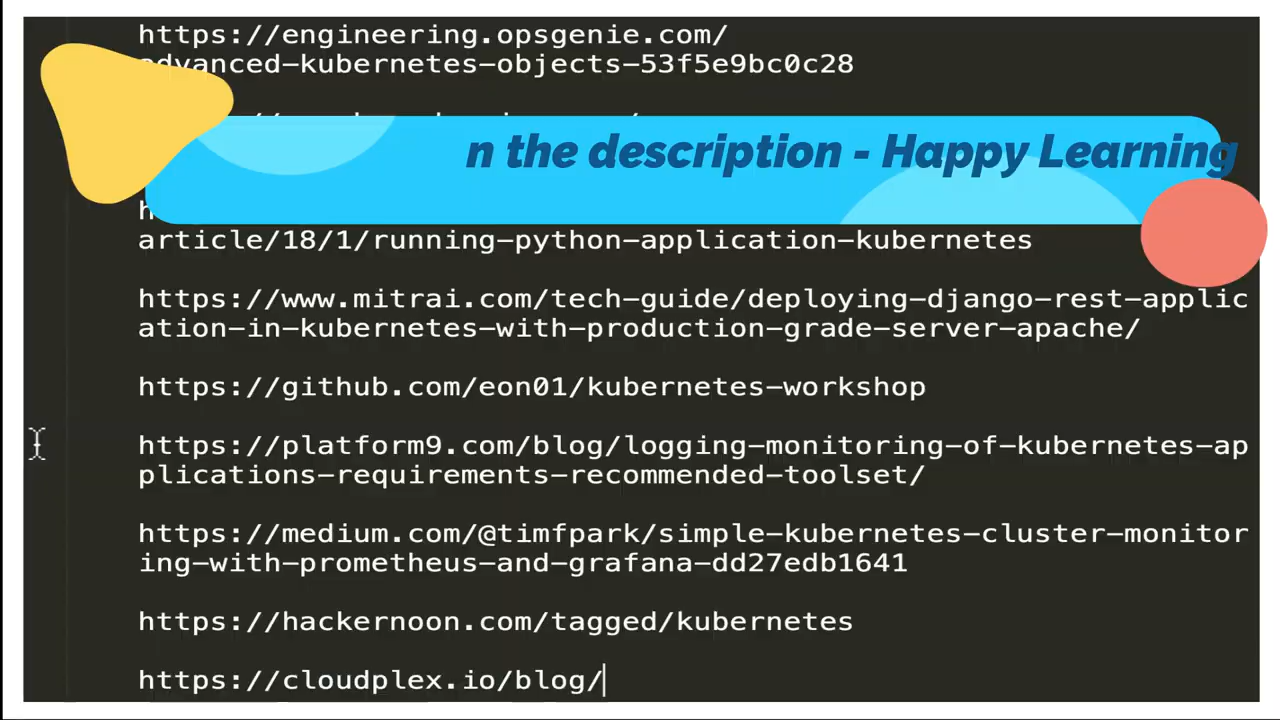 https://engineering.opsgenie.com/
advanced-kubernetes-objects-53f5e9bc0c28
n the description - Happy Learning
article/18/1/running-python-application-kubernetes
https://www.mitrai.com/tech-guide/deploying-django-rest-applic
ation-in-kubernetes-with-production-grade-server-apache/
https://github.com/eon01/kubernetes-workshop
https://platform9.com/blog/logging-monitoring-of-kubernetes-ap
plications-requirements-recommended-toolset/
https://medium.com/@timfpark/simple-kubernetes-cluster-monitor
ing-with-prometheus-and-grafana-dd27edb1641
https://hackernoon.com/tagged/kubernetes
https://cloudplex.io/blog/